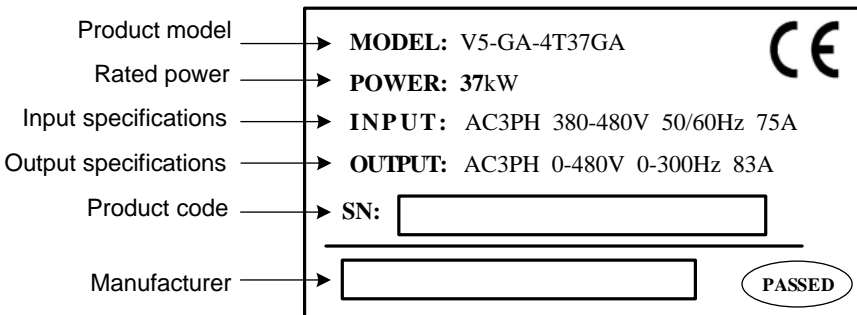 Product model MODEL: V5-GA-4T37GA CE
Rated power POWER: 37kW
Input specifications INPUT: AC3PH 380-480V 50/60Hz 75A
Output specifications OUTPUT: AC3PH 0-480V 0-300Hz 83A
Product code SN:
Manufacturer PASSED